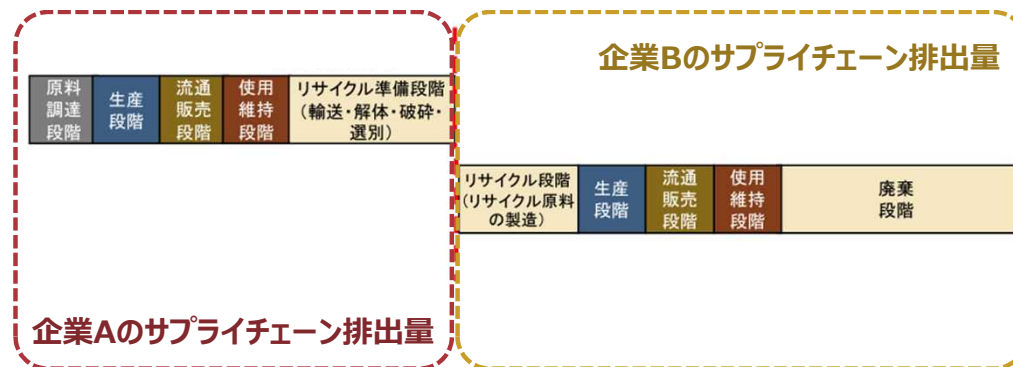 企業Bのサプライチェーン排出量
原料
調達
段階
生産
段階
流通
販売
段階
使用
維持
段階
リサイクル準備段階
（輸送・解体・破砕・
選別）
リサイクル段階
（リサイクル原料
の製造）
生産
段階
流通
販売
段階
使用
維持
段階
廃棄
段階
企業Aのサプライチェーン排出量